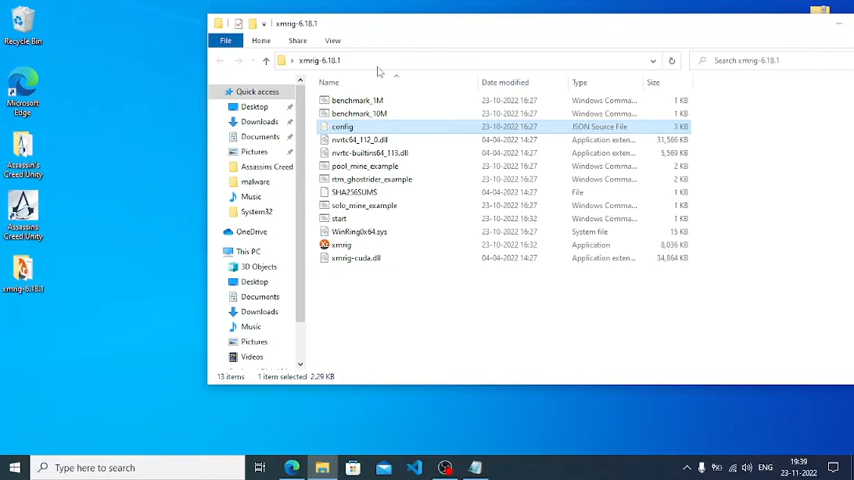 Recycle Bin
Microsoft
Edge
Assassins
Creed Unity
Assassins
Creed Unity
xmrig-6.18.1
xmrig-6.18.1
File
Home
Share
View
xmrig-6.18.1
Search xmrig-6.18.1
Name
Date modified
Type
Size
benchmark_1M 23-10-2022 16:27 Windows Comma... 1 KB
benchmark_10M 23-10-2022 16:27 Windows Comma... 1 KB
config 23-10-2022 16:27 JSON Source File 3 KB
nvrtc64_112_0.dll 04-04-2022 14:27 Application exten... 31,566 KB
nvrtc-builtins64_113.dll 04-04-2022 14:27 Application exten... 5,569 KB
pool_mine_example 23-10-2022 16:27 Windows Comma... 2 KB
rtm_ghostrider_example 23-10-2022 16:27 Windows Comma... 2 KB
SHA256SUMS 23-10-2022 16:27 File 1 KB
solo_mine_example 23-10-2022 16:27 Windows Comma... 1 KB
start 23-10-2022 16:32 Windows Comma... 1 KB
WinRing0x64.sys 23-10-2022 16:27 System file 15 KB
xmrig 23-10-2022 16:32 Application 8,036 KB
xmrig-cuda.dll 04-04-2022 14:27 Application exten... 34,864 KB
Quick access
Desktop
Downloads
Documents
Pictures
Assassins Creed
malware
Music
System32
OneDrive
This PC
3D Objects
Desktop
Documents
Downloads
Music
Pictures
Videos
13 items
1 item selected 2.29 KB
Type here to search
ENG
19:39
23-11-2022